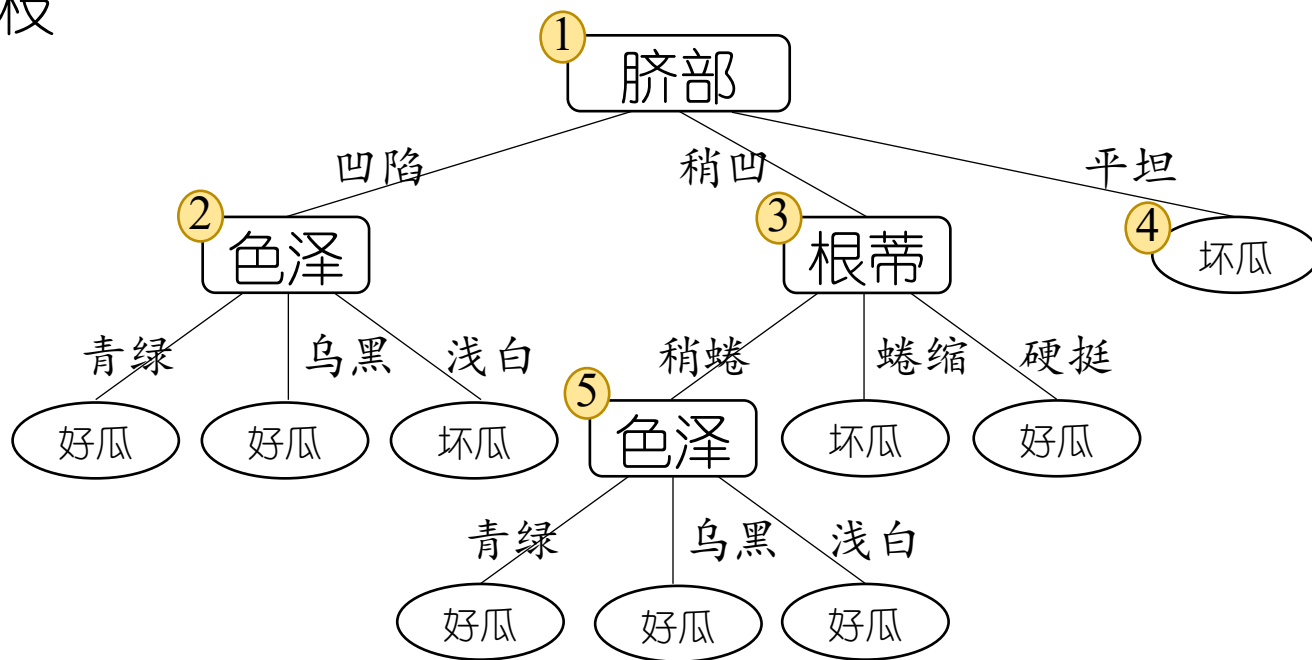 枝
1
脐部
凹陷 稍凹 平坦
2 色泽
3 根蒂
4 坏瓜
青绿 乌黑 浅白 稍蜷 蜷缩 硬挺
好瓜 好瓜 坏瓜
5 色泽
坏瓜 好瓜
青绿 乌黑 浅白
好瓜 好瓜 好瓜